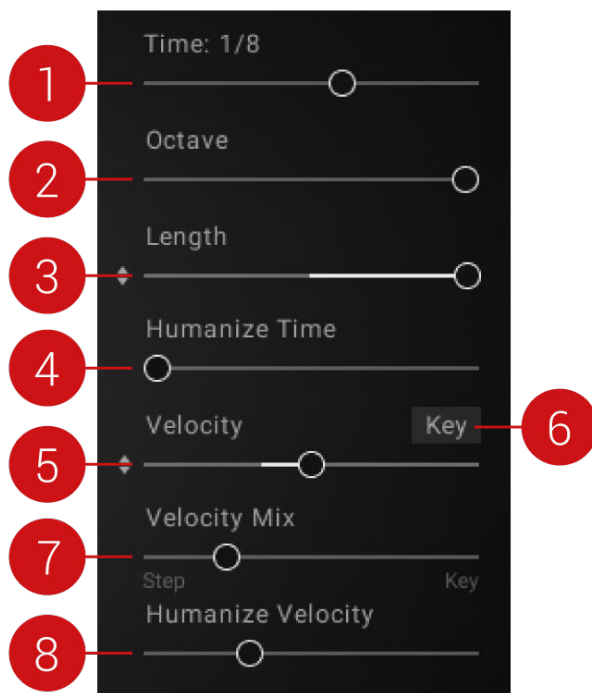 Time: 1/8
1
Octave
2
Length
3
Humanize Time
4
Velocity Key 6
5
Velocity Mix
7
Step Key
Humanize Velocity
8